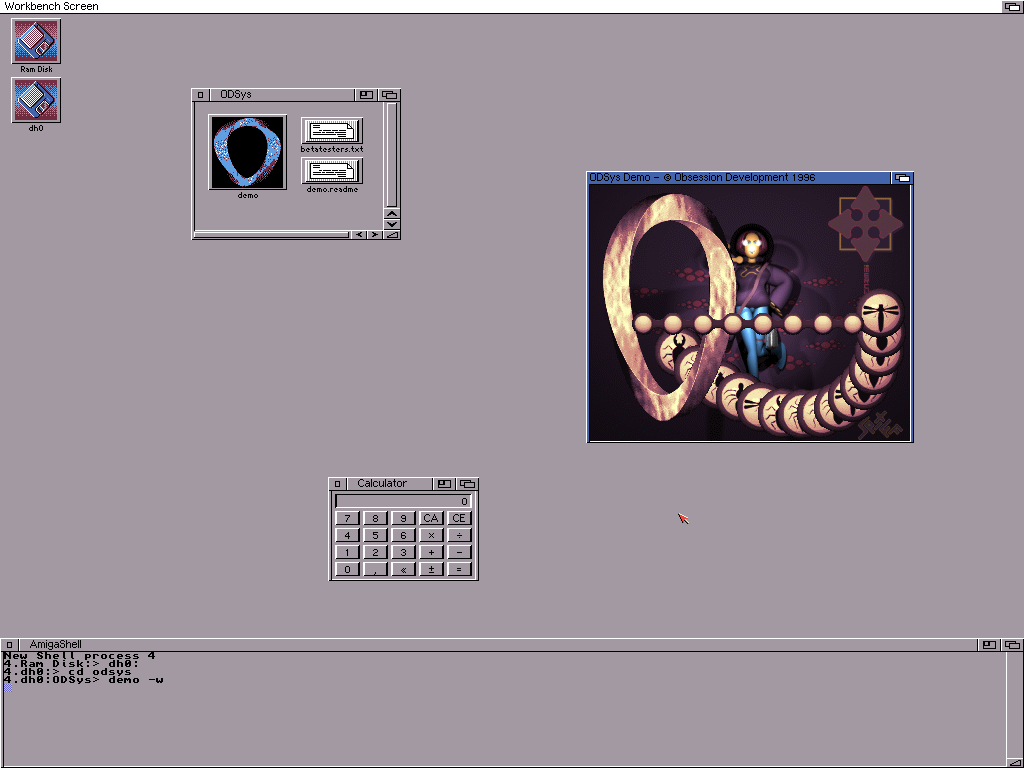 Workbench Screen
Ram Disk
dh0
ODSys
demo
betatesters.txt
demo.readme
ODSys Demo – © Obsession Development 1996
Calculator
0
7 8 9 CA CE
4 5 6 × ÷
1 2 3 + −
0 , « ± =
AmigaShell
New Shell process 4
4.Ram Disk:> dh0:
4.dh0:> cd odsys
4.dh0:ODSys> demo -w